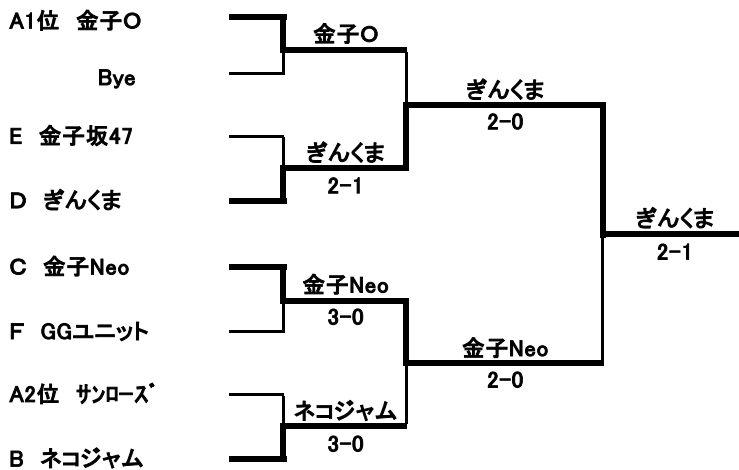 A1位 金子O
金子O
Bye
ぎんくま
2-0
E 金子坂47
ぎんくま
2-1
D ぎんくま
ぎんくま
2-1
C 金子Neo
金子Neo
3-0
F GGユニット
金子Neo
2-0
A2位 ｻﾝﾛｰｽﾞ
ネコジャム
3-0
B ネコジャム